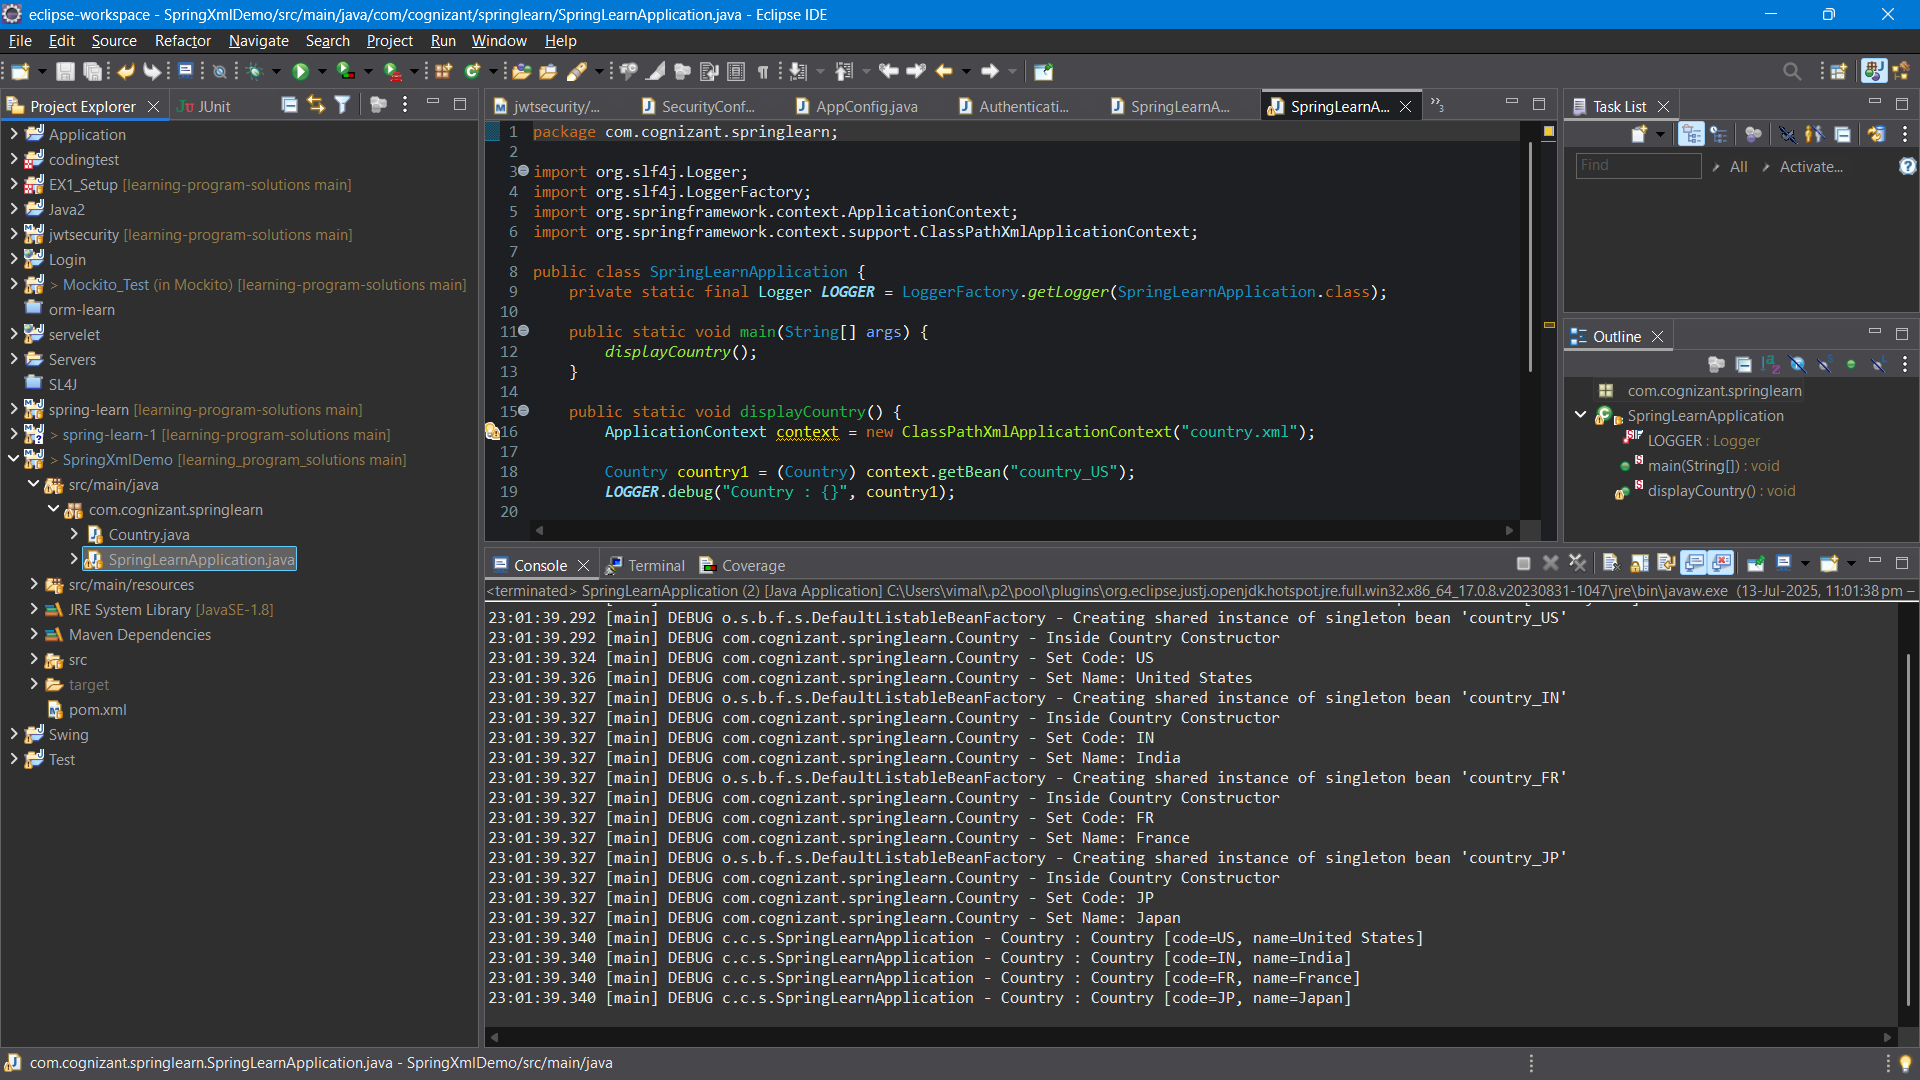 eclipse-workspace - SpringXmlDemo/src/main/java/com/cognizant/springlearn/SpringLearnApplication.java - Eclipse IDE
File Edit Source Refactor Navigate Search Project Run Window Help
Project Explorer
JUnit
Application
codingtest
EX1_Setup [learning-program-solutions main]
Java2
jwtsecurity [learning-program-solutions main]
Login
> Mockito_Test (in Mockito) [learning-program-solutions main]
orm-learn
servelet
Servers
SL4J
spring-learn [learning-program-solutions main]
> spring-learn-1 [learning-program-solutions main]
> SpringXmlDemo [learning_program_solutions main]
src/main/java
com.cognizant.springlearn
Country.java
SpringLearnApplication.java
src/main/resources
JRE System Library [JavaSE-1.8]
Maven Dependencies
src
target
pom.xml
Swing
Test
jwtsecurity/... SecurityConf... AppConfig.java Authenticati... SpringLearnA... SpringLearnA... »3
1 package com.cognizant.springlearn;
2
3 import org.slf4j.Logger;
4 import org.slf4j.LoggerFactory;
5 import org.springframework.context.ApplicationContext;
6 import org.springframework.context.support.ClassPathXmlApplicationContext;
7
8 public class SpringLearnApplication {
9 private static final Logger LOGGER = LoggerFactory.getLogger(SpringLearnApplication.class);
10
11 public static void main(String[] args) {
12 displayCountry();
13 }
14
15 public static void displayCountry() {
16 ApplicationContext context = new ClassPathXmlApplicationContext("country.xml");
17
18 Country country1 = (Country) context.getBean("country_US");
19 LOGGER.debug("Country : {}", country1);
20
Task List
Find
All
Activate...
Outline
com.cognizant.springlearn
SpringLearnApplication
LOGGER : Logger
main(String[]) : void
displayCountry() : void
Console Terminal Coverage
<terminated> SpringLearnApplication (2) [Java Application] C:\Users\vimal\.p2\pool\plugins\org.eclipse.justj.openjdk.hotspot.jre.full.win32.x86_64_17.0.8.v20230831-1047\jre\bin\javaw.exe (13-Jul-2025, 11:01:38 pm –
23:01:39.292 [main] DEBUG o.s.b.f.s.DefaultListableBeanFactory - Creating shared instance of singleton bean 'country_US'
23:01:39.292 [main] DEBUG com.cognizant.springlearn.Country - Inside Country Constructor
23:01:39.324 [main] DEBUG com.cognizant.springlearn.Country - Set Code: US
23:01:39.326 [main] DEBUG com.cognizant.springlearn.Country - Set Name: United States
23:01:39.327 [main] DEBUG o.s.b.f.s.DefaultListableBeanFactory - Creating shared instance of singleton bean 'country_IN'
23:01:39.327 [main] DEBUG com.cognizant.springlearn.Country - Inside Country Constructor
23:01:39.327 [main] DEBUG com.cognizant.springlearn.Country - Set Code: IN
23:01:39.327 [main] DEBUG com.cognizant.springlearn.Country - Set Name: India
23:01:39.327 [main] DEBUG o.s.b.f.s.DefaultListableBeanFactory - Creating shared instance of singleton bean 'country_FR'
23:01:39.327 [main] DEBUG com.cognizant.springlearn.Country - Inside Country Constructor
23:01:39.327 [main] DEBUG com.cognizant.springlearn.Country - Set Code: FR
23:01:39.327 [main] DEBUG com.cognizant.springlearn.Country - Set Name: France
23:01:39.327 [main] DEBUG o.s.b.f.s.DefaultListableBeanFactory - Creating shared instance of singleton bean 'country_JP'
23:01:39.327 [main] DEBUG com.cognizant.springlearn.Country - Inside Country Constructor
23:01:39.327 [main] DEBUG com.cognizant.springlearn.Country - Set Code: JP
23:01:39.327 [main] DEBUG com.cognizant.springlearn.Country - Set Name: Japan
23:01:39.340 [main] DEBUG c.c.s.SpringLearnApplication - Country : Country [code=US, name=United States]
23:01:39.340 [main] DEBUG c.c.s.SpringLearnApplication - Country : Country [code=IN, name=India]
23:01:39.340 [main] DEBUG c.c.s.SpringLearnApplication - Country : Country [code=FR, name=France]
23:01:39.340 [main] DEBUG c.c.s.SpringLearnApplication - Country : Country [code=JP, name=Japan]
com.cognizant.springlearn.SpringLearnApplication.java - SpringXmlDemo/src/main/java